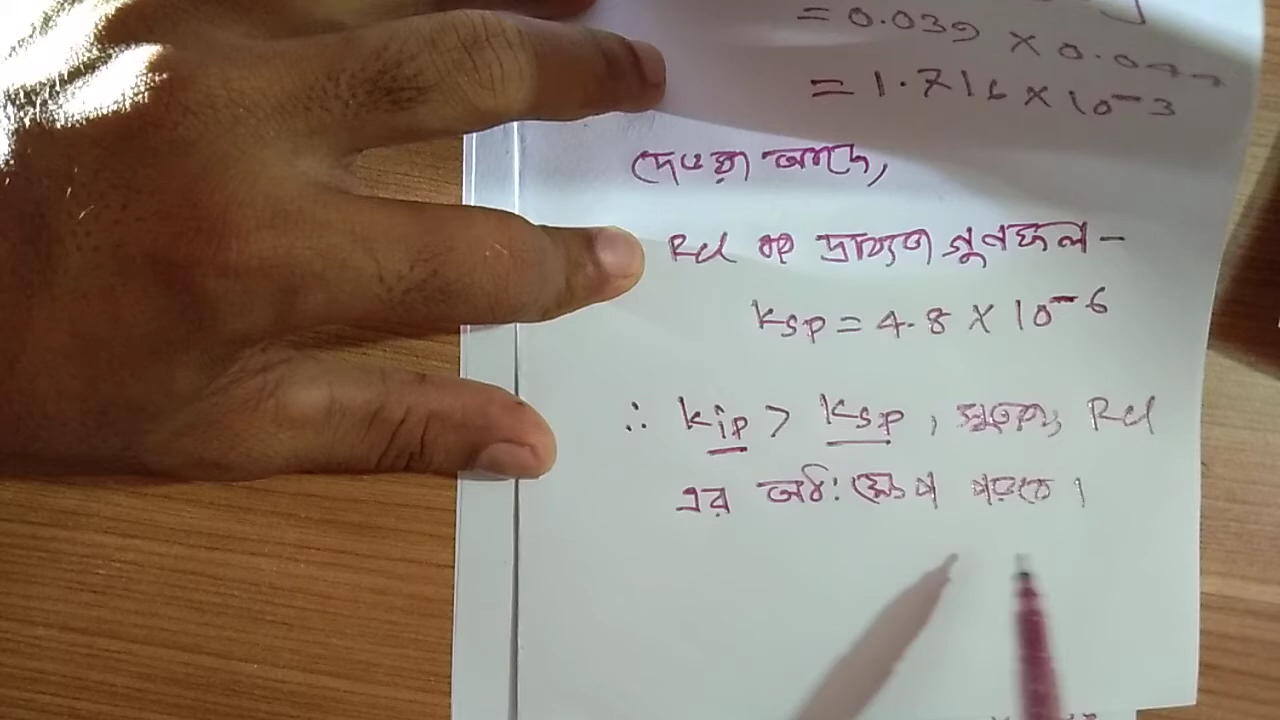 = 0.039 × 0.044
= 1.716 × 10⁻³
দেওয়া আছে,
RCl এর দ্রাব্যতা গুণফল –
Ksp = 4.8 × 10⁻⁶
∴ Kip > Ksp, সুতরাং RCl
এর অধঃক্ষেপ পড়বে।